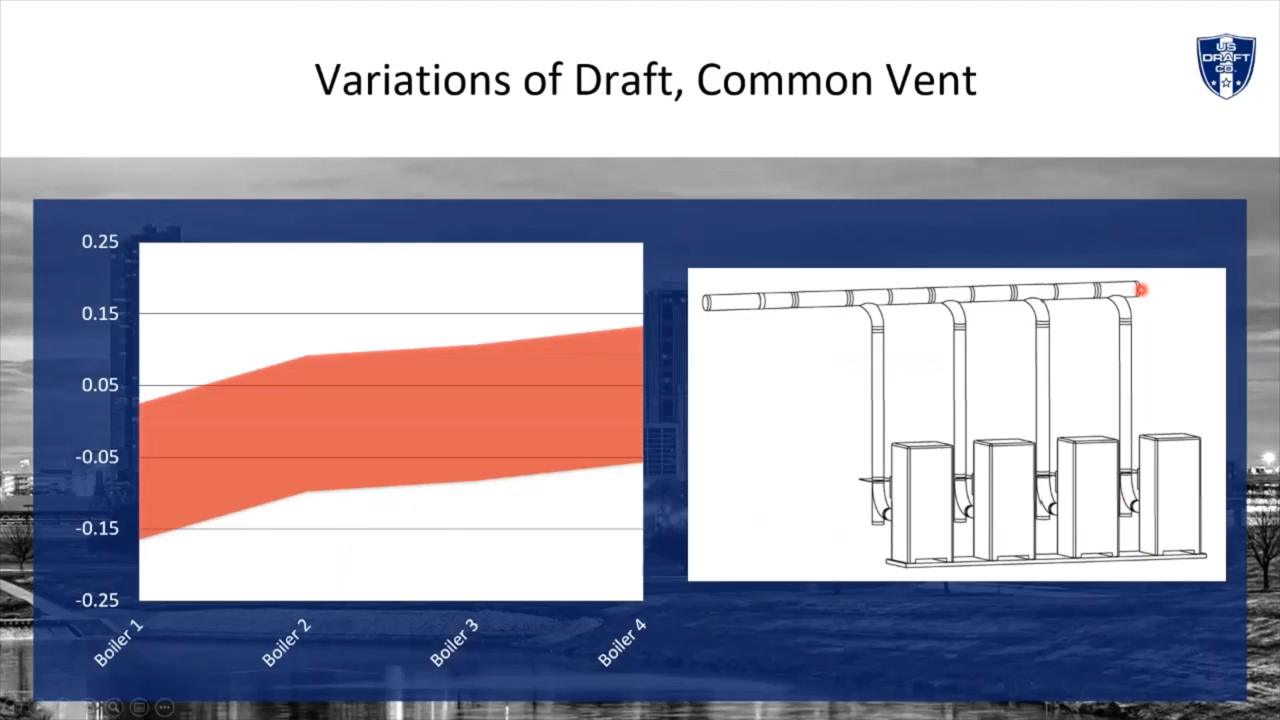 Variations of Draft, Common Vent
US
DRAFT
CO.
0.25
0.15
0.05
-0.05
-0.15
-0.25
Boiler 1
Boiler 2
Boiler 3
Boiler 4